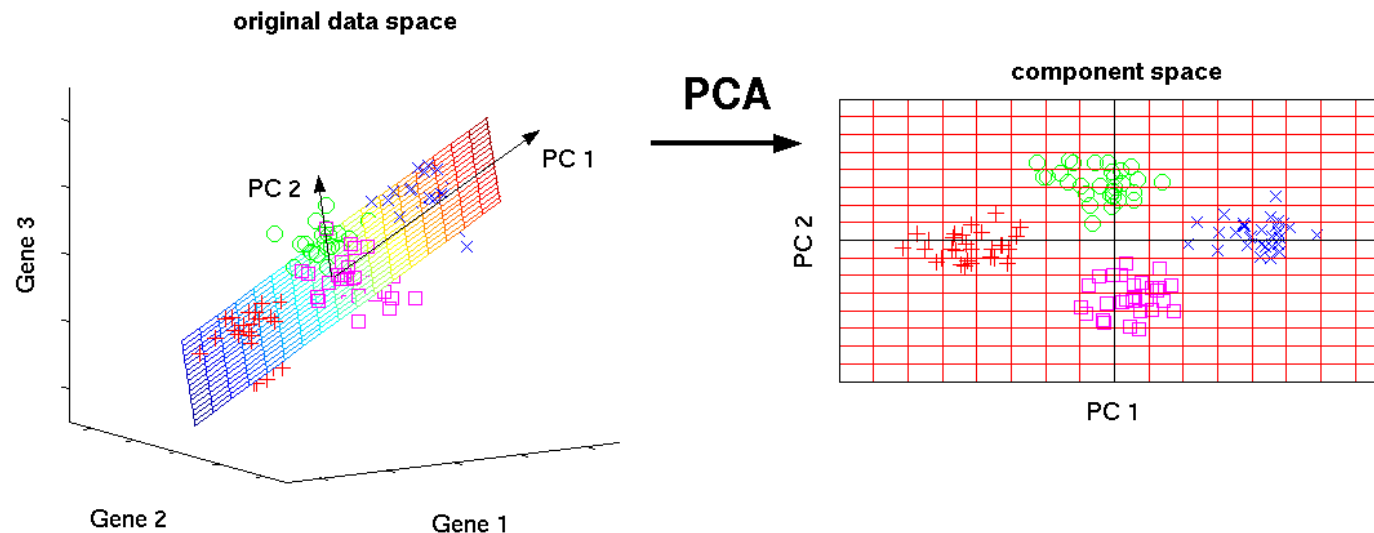 original data space
PCA
component space
PC 1
PC 2
Gene 3
Gene 2
Gene 1
PC 2
PC 1